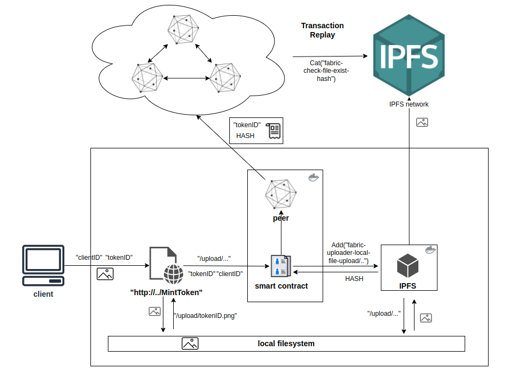 Transaction
Replay
IPFS
Cat("fabric-
check-file-exist-
hash")
IPFS network
"tokenID"
HASH
peer
"clientID" "tokenID"
"/upload/..."
Add("fabric-
uploader-local-
file-upload/..")
"tokenID" "clientID"
HASH
client
"http://../MintToken"
smart contract
IPFS
"/upload/tokenID.png"
"/upload/..."
local filesystem